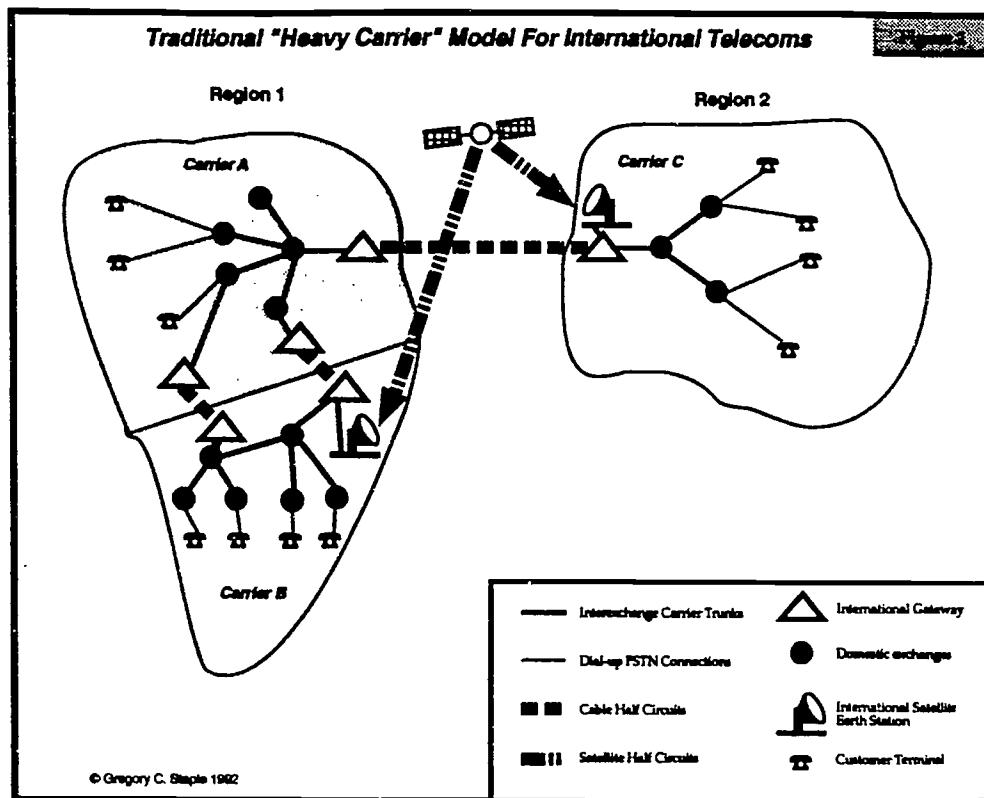 Traditional "Heavy Carrier" Model For International Telecoms
Region 1
Region 2
Carrier A
Carrier C
Carrier B
Interexchange Carrier Trunks
International Gateway
Dial-up PSTN Connections
Domestic exchanges
Cable Half Circuits
International Satellite
Earth Station
Satellite Half Circuits
Customer Terminal
© Gregory C. Staple 1992